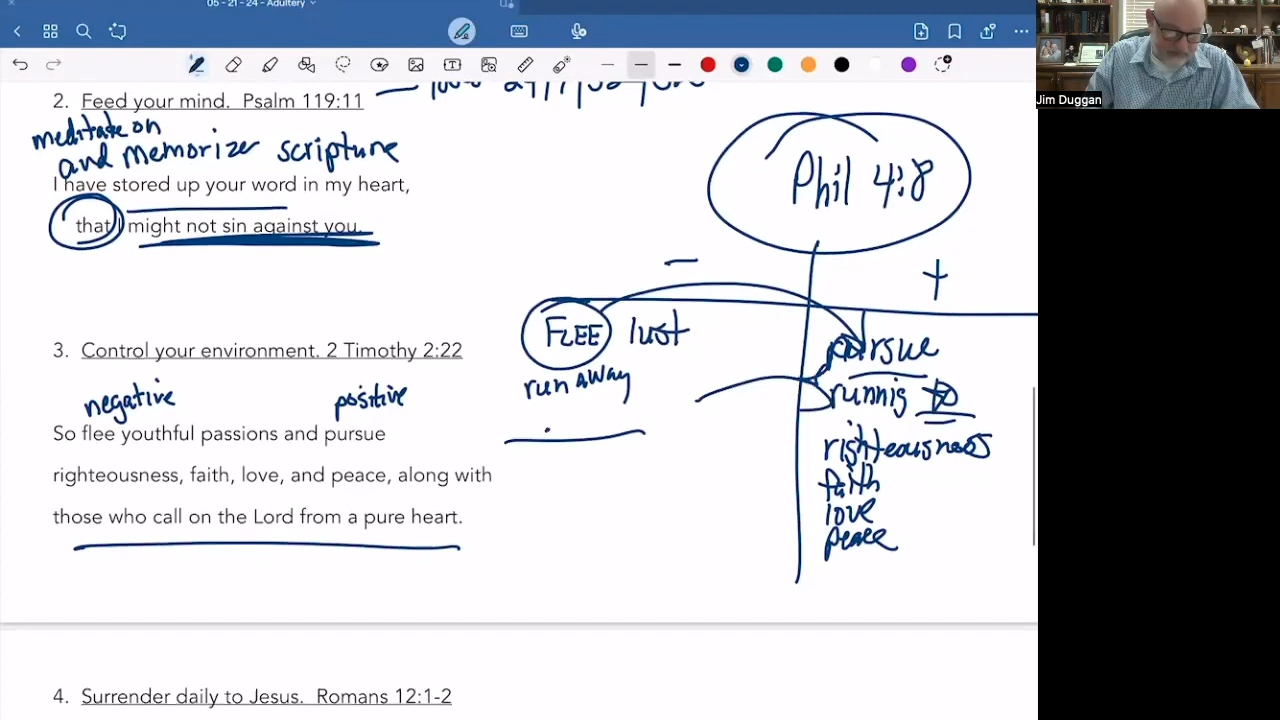 05 - 21 - 24 - Adultery
Jim Duggan
2. Feed your mind. Psalm 119:11
meditate on
and memorize scripture
I have stored up your word in my heart,
that I might not sin against you.
Phil 4:8
- +
FLEE lust
run away
pursue
runnig to
righteousness
faith
love
peace
3. Control your environment. 2 Timothy 2:22
negative positive
So flee youthful passions and pursue
righteousness, faith, love, and peace, along with
those who call on the Lord from a pure heart.
4. Surrender daily to Jesus. Romans 12:1-2